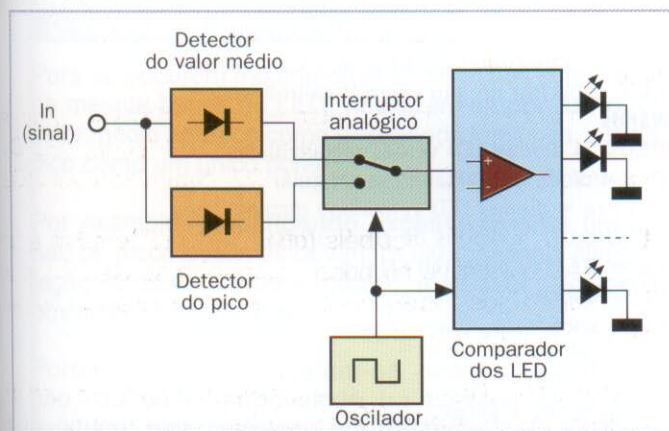 Detector
do valor médio
In
(sinal)
Interruptor
analógico
+
-
Detector
do pico
Comparador
dos LED
Oscilador